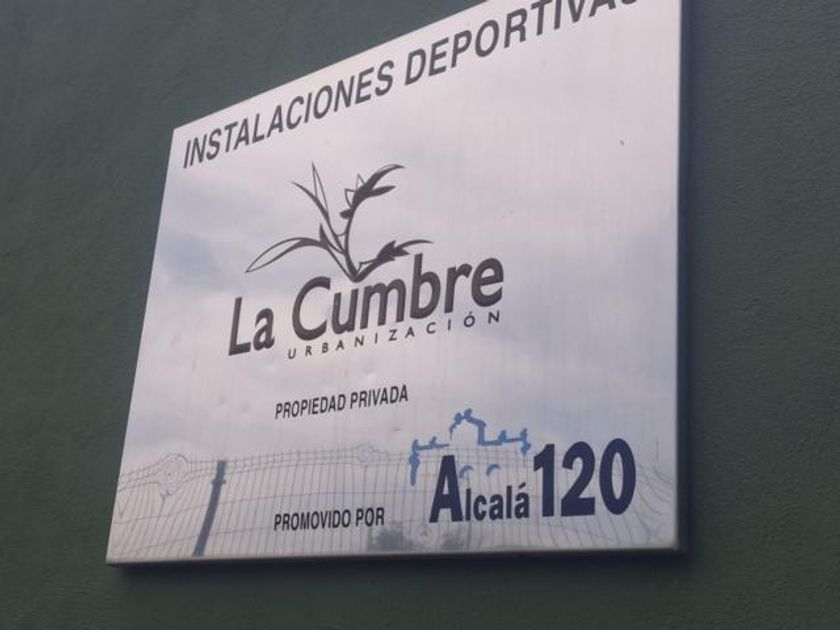 INSTALACIONES DEPORTIVAS
La Cumbre
URBANIZACIÓN
PROPIEDAD PRIVADA
PROMOVIDO POR
Alcalá 120